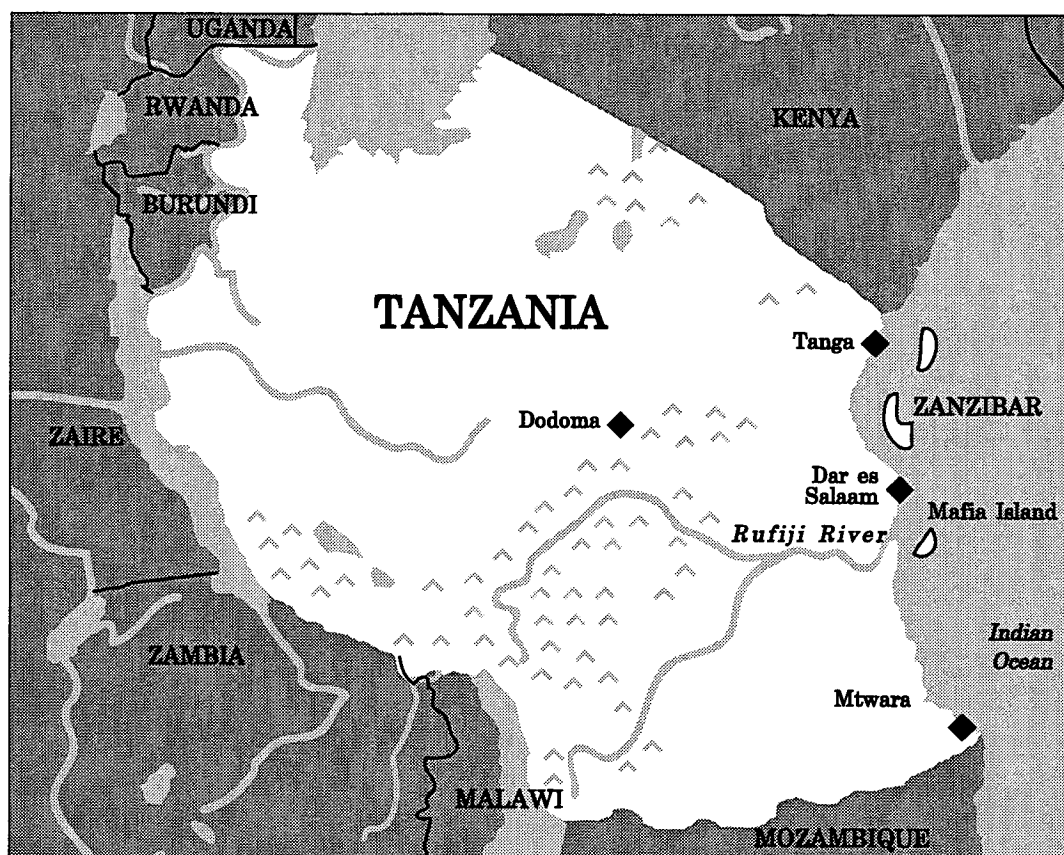 UGANDA
RWANDA
KENYA
BURUNDI
TANZANIA
Tanga
ZANZIBAR
Dodoma
ZAIRE
Dar es
Salaam
Mafia Island
Rufiji River
Indian
Ocean
ZAMBIA
Mtwara
MALAWI
MOZAMBIQUE